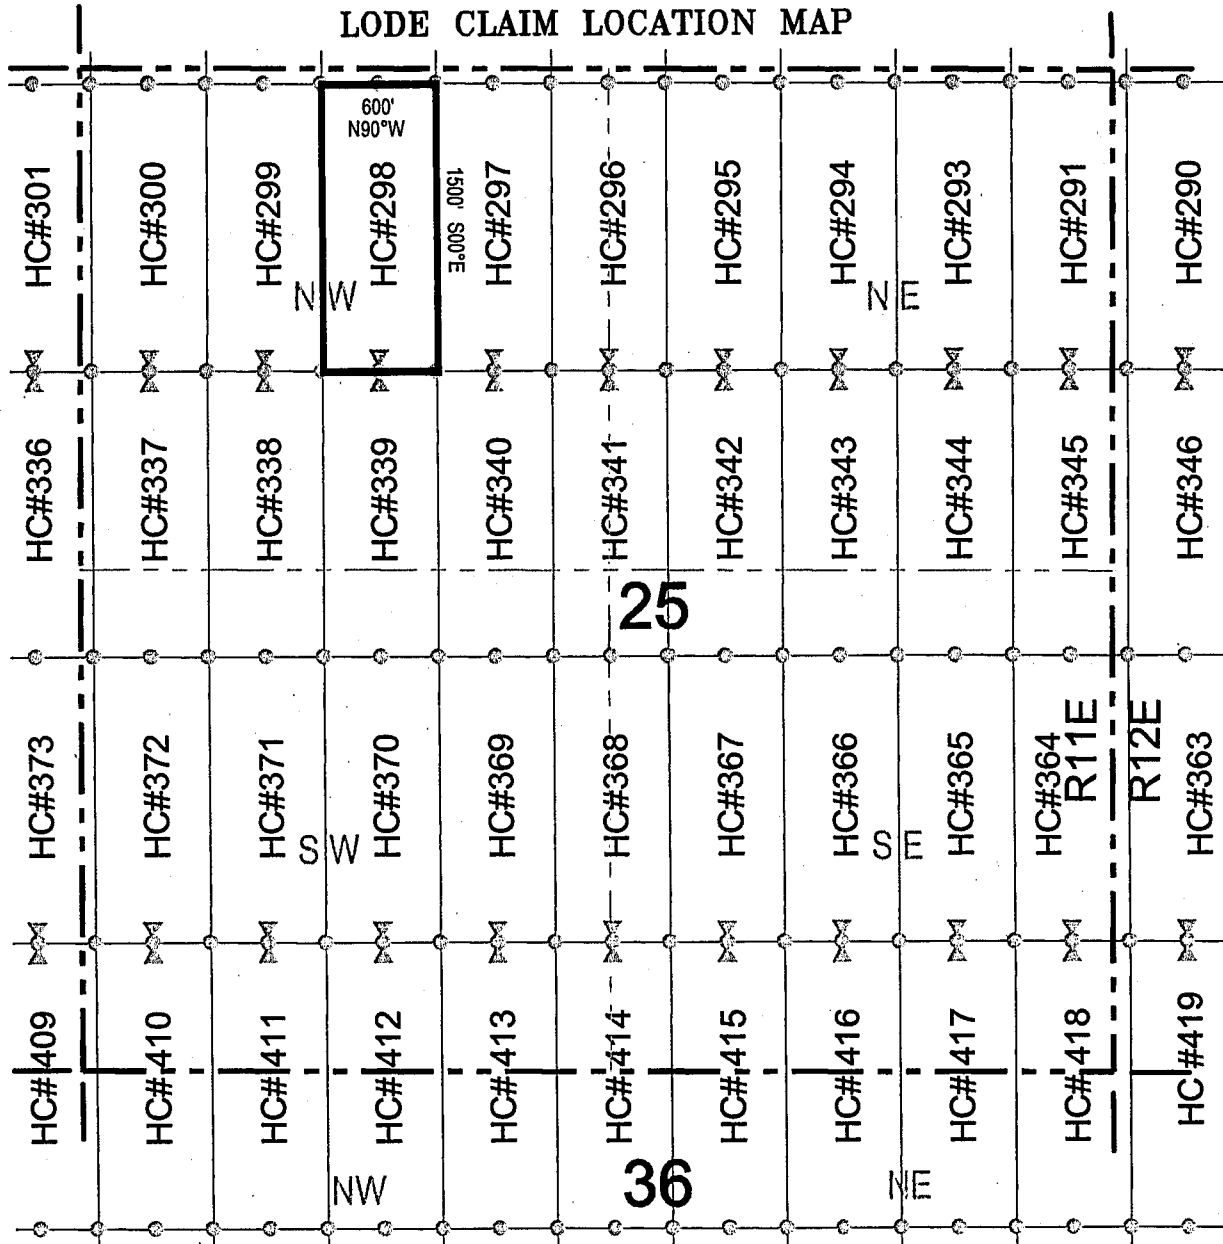 LODE CLAIM LOCATION MAP
600'
N90°W
1500' S00°E
HC#301
HC#300
HC#299
HC#298
HC#297
HC#296
HC#295
HC#294
HC#293
HC#291
HC#290
NW
NE
HC#336
HC#337
HC#338
HC#339
HC#340
HC#341
HC#342
HC#343
HC#344
HC#345
HC#346
25
HC#373
HC#372
HC#371
HC#370
HC#369
HC#368
HC#367
HC#366
HC#365
HC#364
R11E
R12E
HC#363
SW
SE
HC#409
HC#410
HC#411
HC#412
HC#413
HC#414
HC#415
HC#416
HC#417
HC#418
HC#419
NW
36
NE